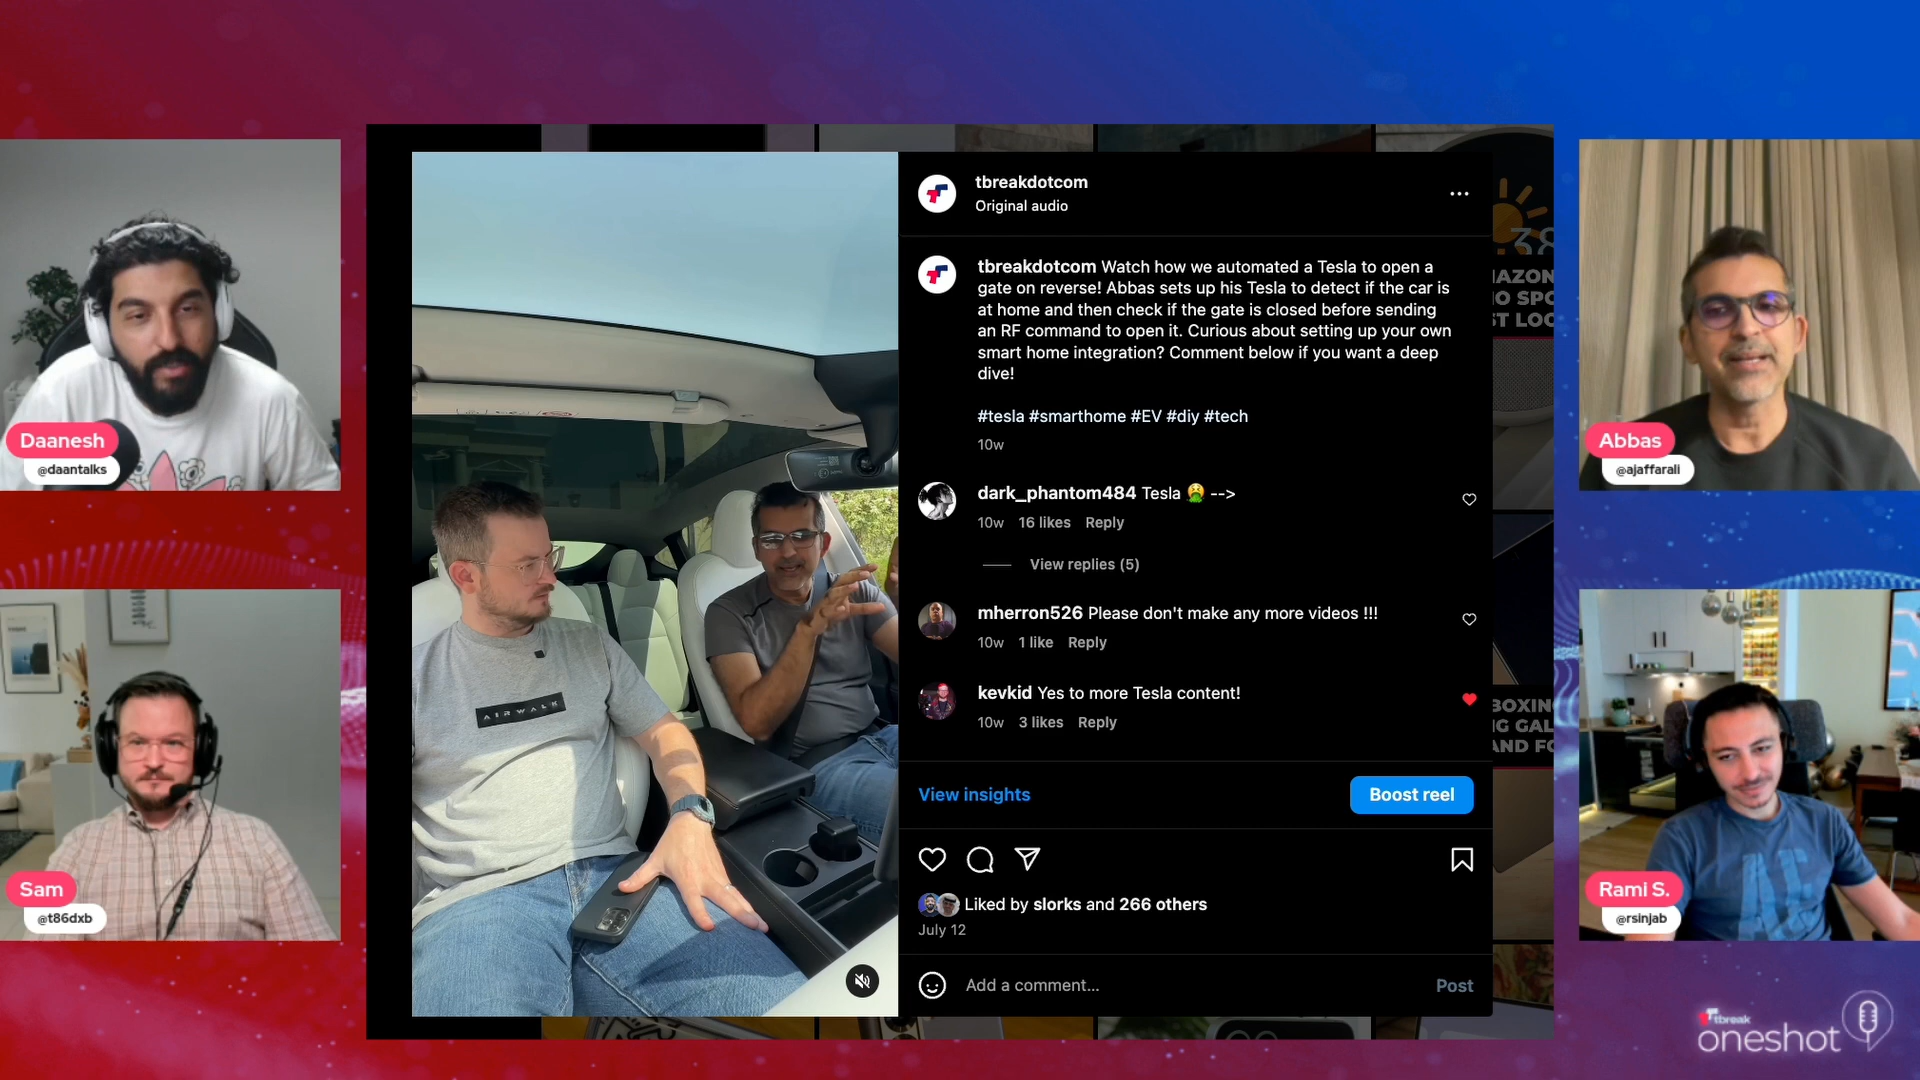 Daanesh
@daantalks
Sam
@t86dxb
AIRWALK
tbreakdotcom
Original audio
tbreakdotcom Watch how we automated a Tesla to open a
gate on reverse! Abbas sets up his Tesla to detect if the car is
at home and then check if the gate is closed before sending
an RF command to open it. Curious about setting up your own
smart home integration? Comment below if you want a deep
dive!
#tesla #smarthome #EV #diy #tech
10w
dark_phantom484 Tesla 🤮 -->
10w 16 likes Reply
View replies (5)
mherron526 Please don't make any more videos !!!
10w 1 like Reply
kevkid Yes to more Tesla content!
10w 3 likes Reply
View insights
Boost reel
Liked by slorks and 266 others
July 12
Add a comment...
Post
Abbas
@ajaffarali
Rami S.
@rsinjab
tbreak
oneshot